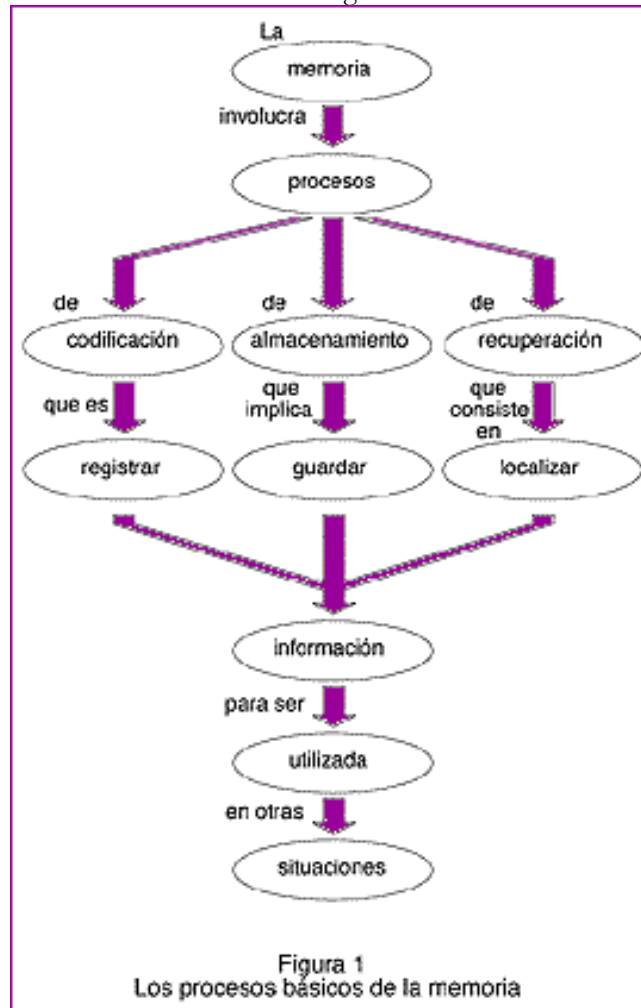 La
memoria
involucra
procesos
de de de
codificación almacenamiento recuperación
que es que implica que consiste en
registrar guardar localizar
información
para ser
utilizada
en otras
situaciones
Figura 1
Los procesos básicos de la memoria